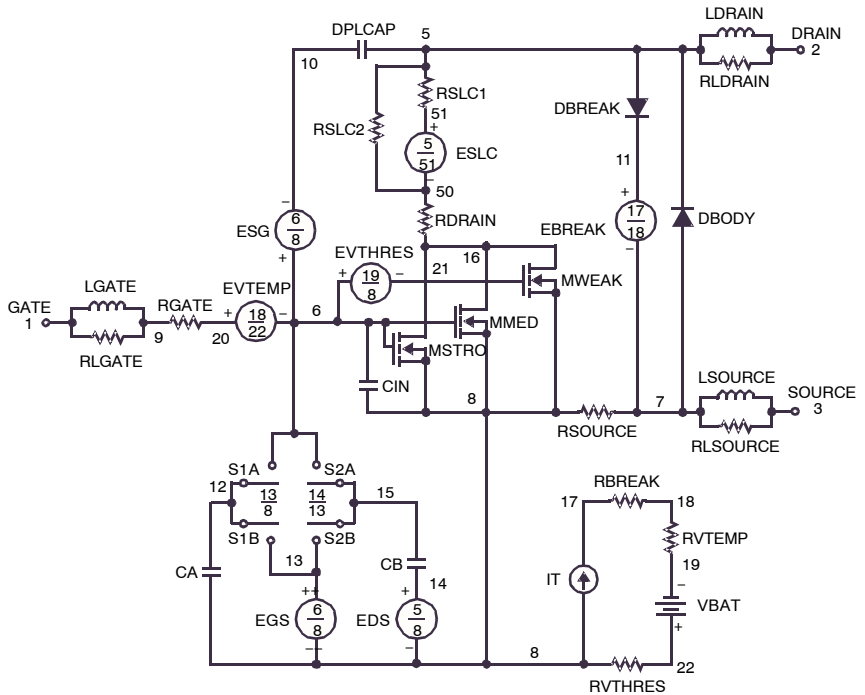 LDRAIN
DPLCAP 5 DRAIN
10 2
RSLC1 RLDRAIN
DBREAK
51
RSLC2 +
5 ESLC
51
11
−
50
− + 
6 RDRAIN 17 DBODY
ESG 8 EBREAK 18
+ EVTHRES −
16
21
+ 19 −
8
LGATE MWEAK
EVTEMP
GATE RGATE
1 + 18 − 6 MMED
22
9 20
RLGATE MSTRO
CIN LSOURCE
8 7 SOURCE
3
RSOURCE
RLSOURCE
S1A S2A
12 13 14 15 RBREAK
8 13 17 18
S1B S2B
RVTEMP
13 CB 19
CA 14 IT −
++ + VBAT
EGS 6 EDS 5
8 8 +
−− − 8 22
RVTHRES